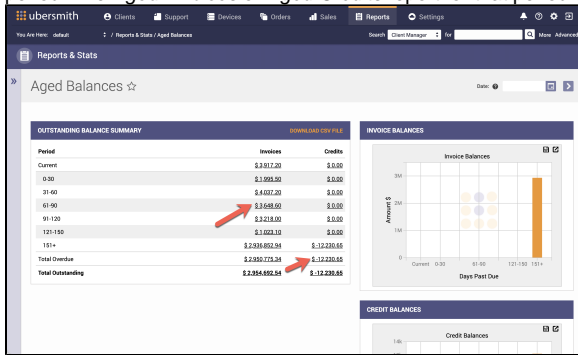 ubersmith Clients Support Devices Orders Sales Reports Settings
You Are Here: default / Reports & Stats / Aged Balances Search Client Manager for More Advanced
Reports & Stats
Aged Balances
Date:
OUTSTANDING BALANCE SUMMARY DOWNLOAD CSV FILE
Period Invoices Credits
Current $ 3,917.20 $ 0.00
0-30 $ 1,995.50 $ 0.00
31-60 $ 4,037.20 $ 0.00
61-90 $ 3,648.60 $ 0.00
91-120 $ 3,218.00 $ 0.00
121-150 $ 1,023.10 $ 0.00
151+ $ 2,936,852.94 $ -12,230.65
Total Overdue $ 2,950,775.34 $ -12,230.65
Total Outstanding $ 2,954,692.54 $ -12,230.65
INVOICE BALANCES
Invoice Balances
3M
2M
1M
0
Amount $
Current 0-30 61-90 121-150 151+
Days Past Due
CREDIT BALANCES
Credit Balances
14k